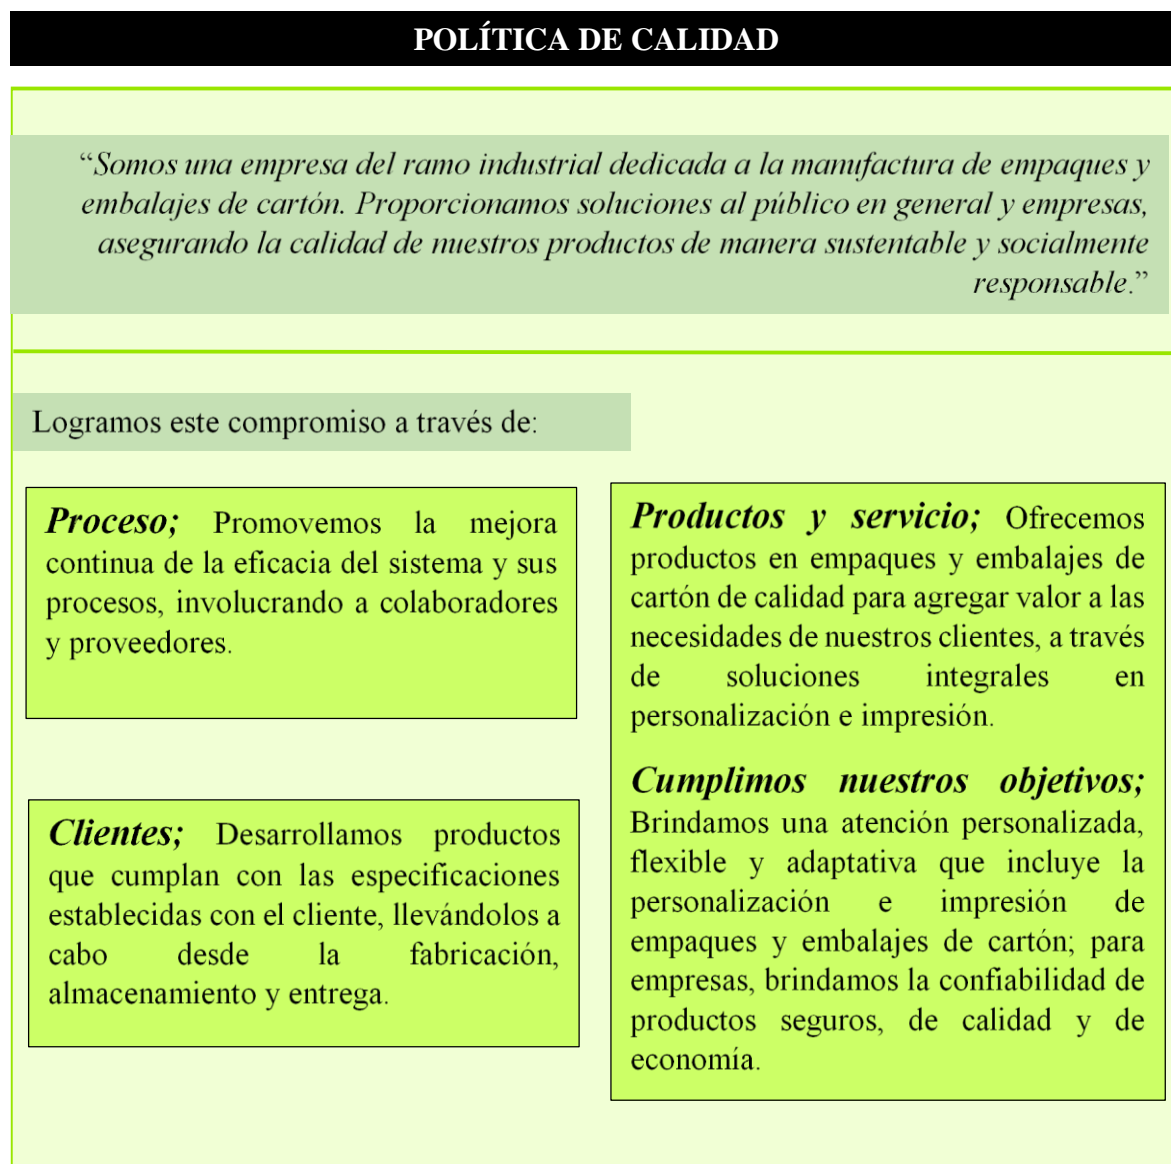 POLÍTICA DE CALIDAD
“Somos una empresa del ramo industrial dedicada a la manufactura de empaques y
embalajes de cartón. Proporcionamos soluciones al público en general y empresas,
asegurando la calidad de nuestros productos de manera sustentable y socialmente
responsable.”
Logramos este compromiso a través de:
Proceso; Promovemos la mejora
continua de la eficacia del sistema y sus
procesos, involucrando a colaboradores
y proveedores.
Clientes; Desarrollamos productos
que cumplan con las especificaciones
establecidas con el cliente, llevándolos a
cabo desde la fabricación,
almacenamiento y entrega.
Productos y servicio; Ofrecemos
productos en empaques y embalajes de
cartón de calidad para agregar valor a las
necesidades de nuestros clientes, a través
de soluciones integrales en
personalización e impresión.
Cumplimos nuestros objetivos;
Brindamos una atención personalizada,
flexible y adaptativa que incluye la
personalización e impresión de
empaques y embalajes de cartón; para
empresas, brindamos la confiabilidad de
productos seguros, de calidad y de
economía.